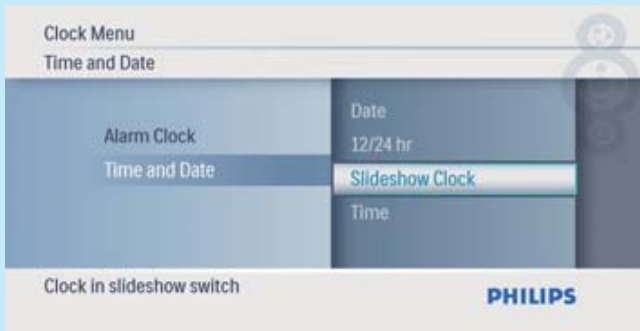 Clock Menu
Time and Date
Alarm Clock
Time and Date
Date
12/24 hr
Slideshow Clock
Time
Clock in slideshow switch
PHILIPS